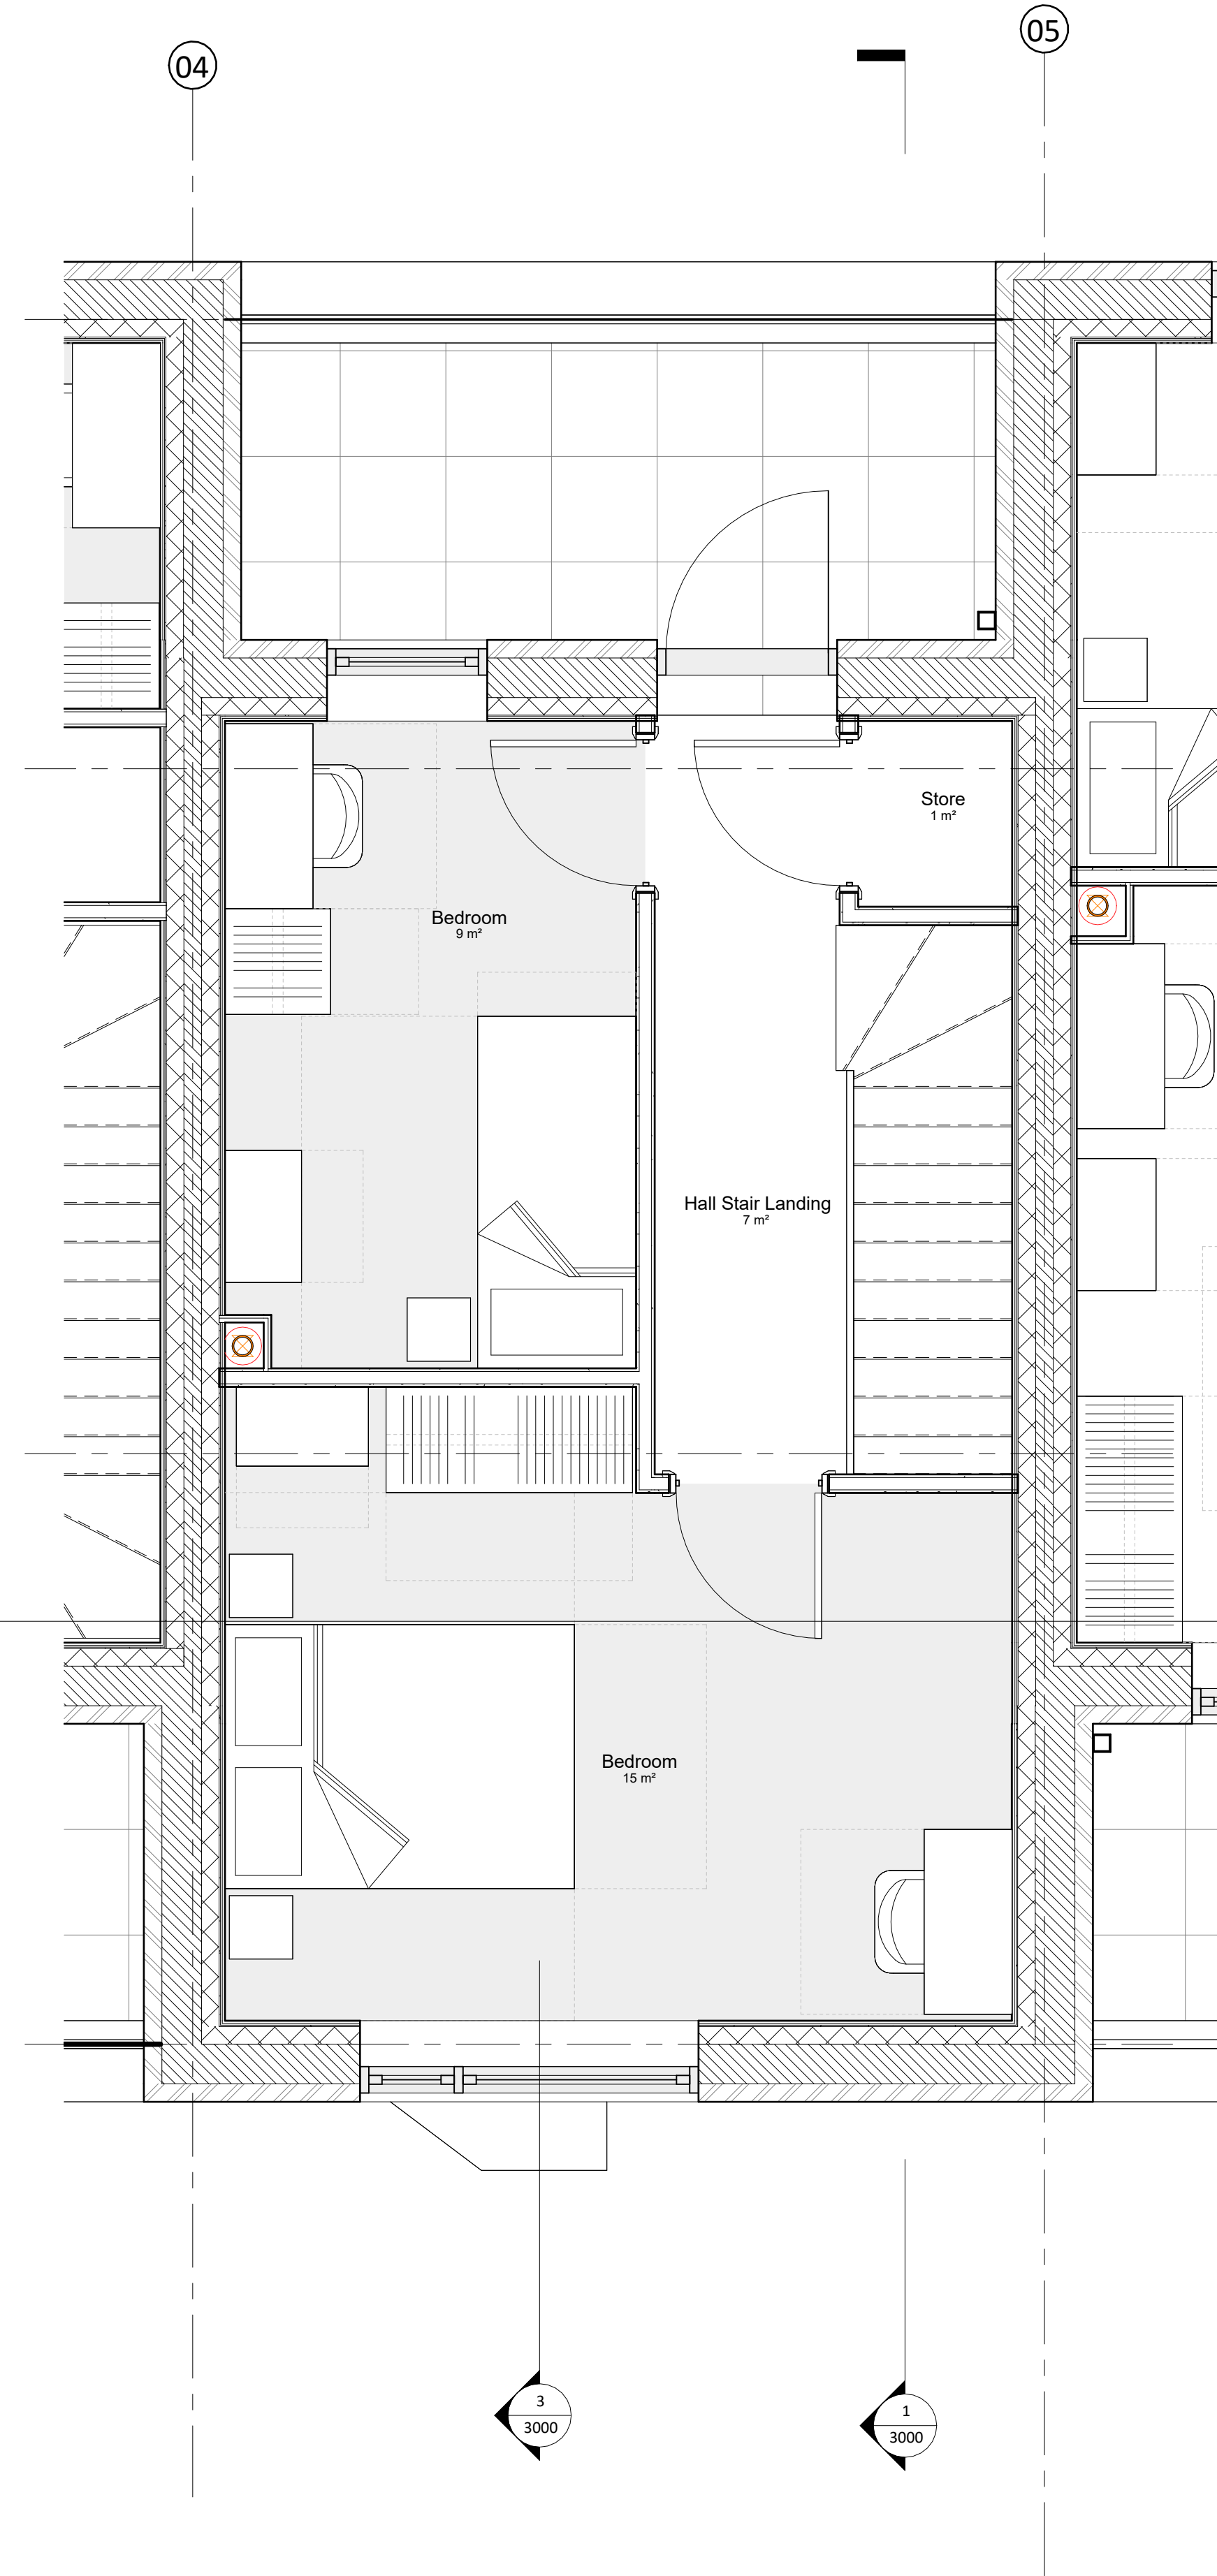 05
04
Store
1 m²
Bedroom
9 m²
Hall Stair Landing
7 m²
Bedroom
15 m²
3
3000
1
3000